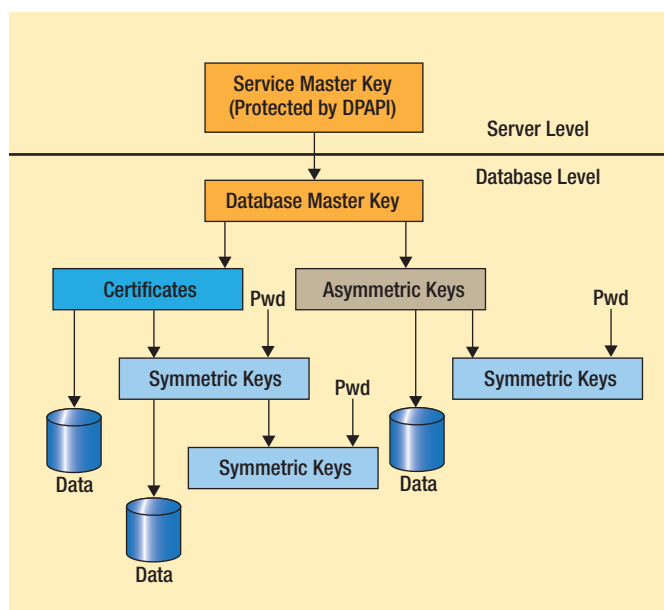 Service Master Key
(Protected by DPAPI)
Server Level
Database Level
Database Master Key
Certificates
Pwd
Asymmetric Keys
Pwd
Symmetric Keys
Symmetric Keys
Pwd
Symmetric Keys
Data
Data
Data